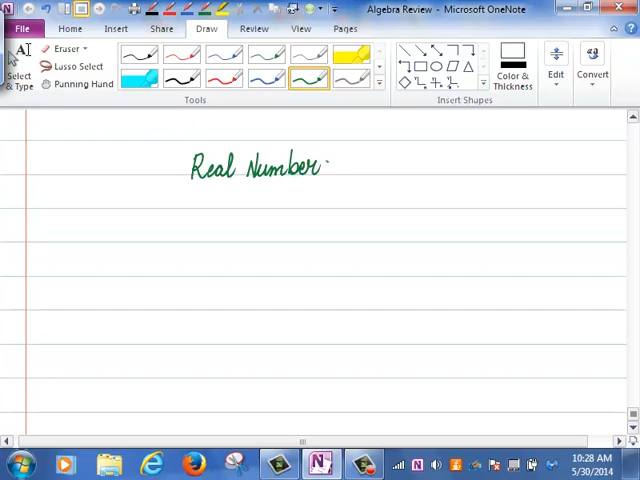 Algebra Review - Microsoft OneNote
File Home Insert Share Draw Review View Pages
Select & Type
Eraser
Lasso Select
Panning Hand
Color & Thickness
Edit
Convert
Tools
Insert Shapes
Real Number
10:28 AM
5/30/2014